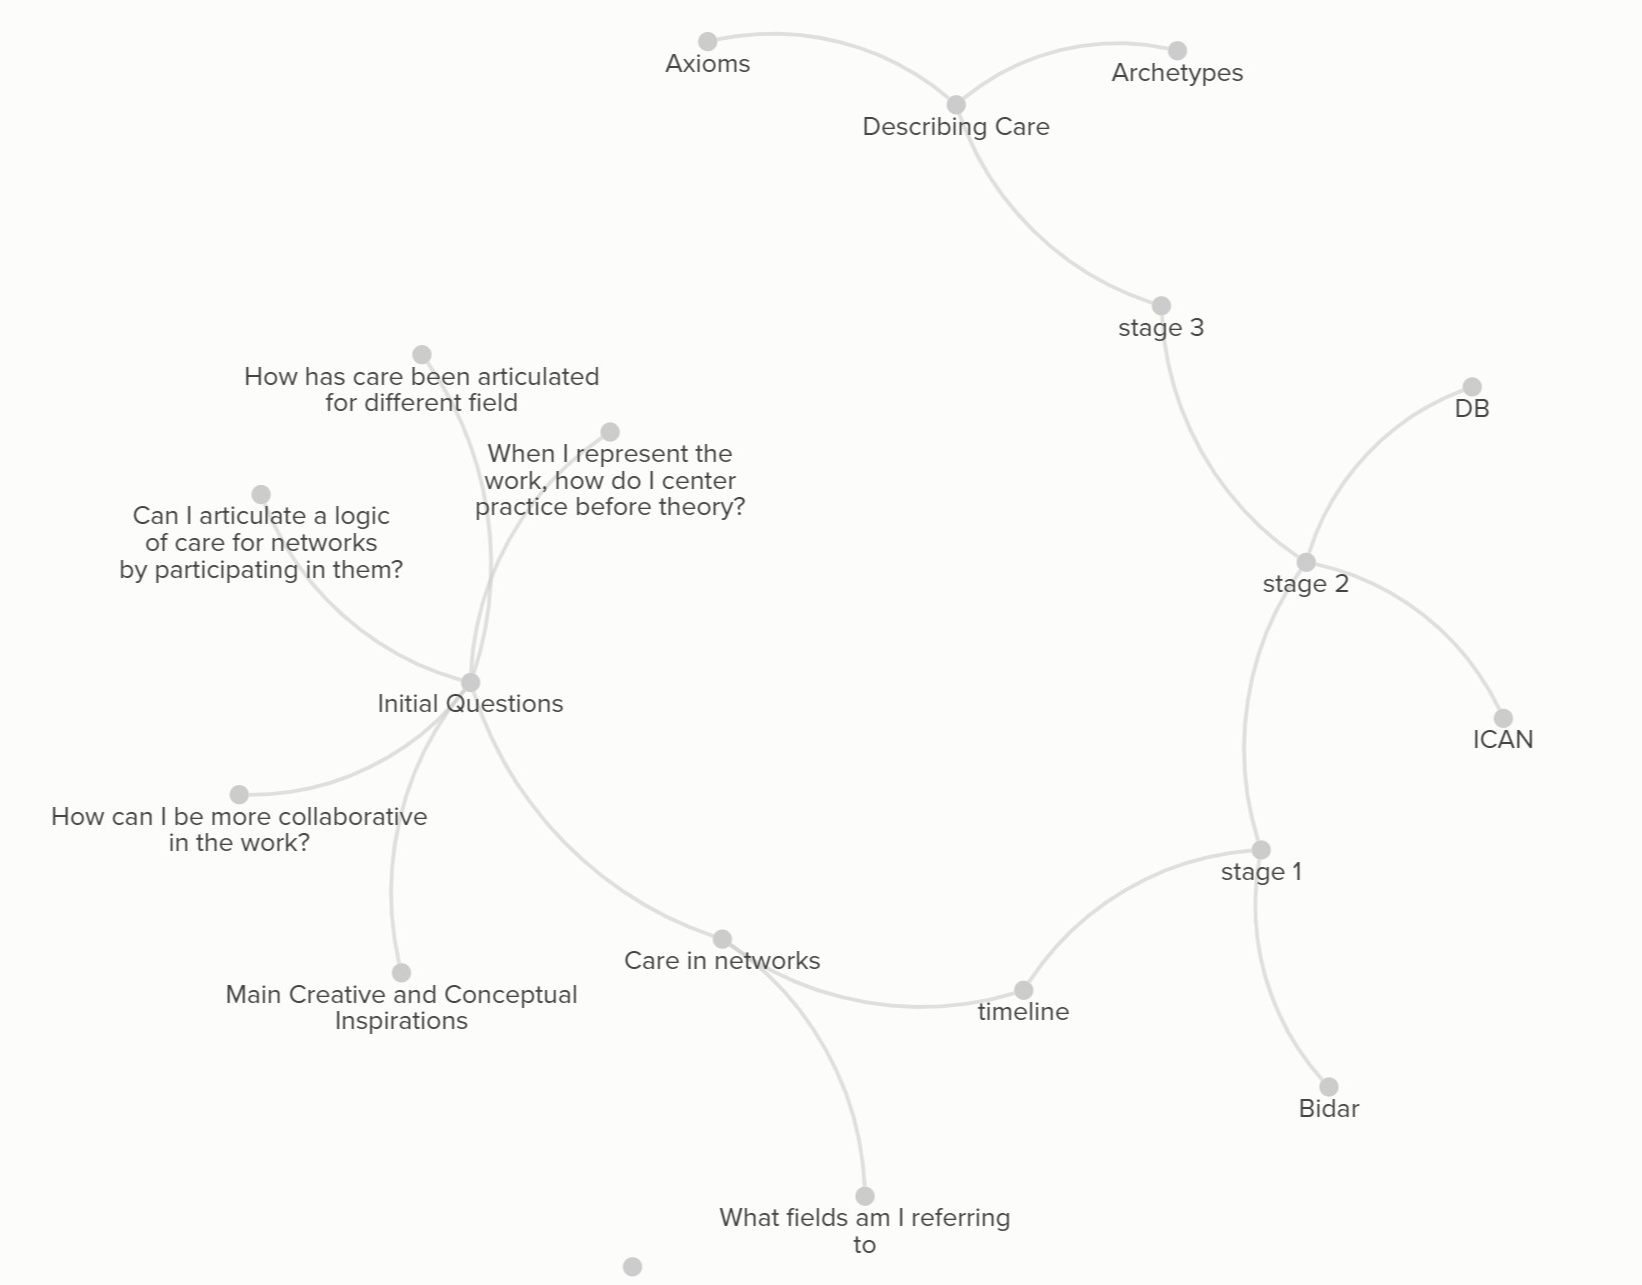 Axioms
Archetypes
Describing Care
stage 3
How has care been articulated
for different field
DB
When I represent the
work, how do I center
practice before theory?
Can I articulate a logic
of care for networks
by participating in them?
stage 2
Initial Questions
ICAN
How can I be more collaborative
in the work?
stage 1
Care in networks
Main Creative and Conceptual
Inspirations
timeline
Bidar
What fields am I referring
to